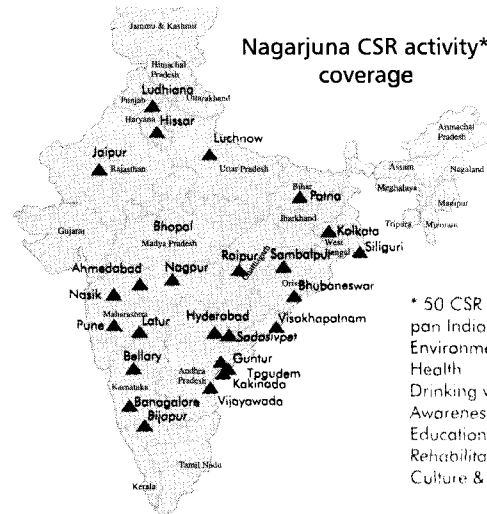 Jammu & Kashmir
Nagarjuna CSR activity*
coverage
Himachal
Pradesh
Ludhiana
Punjab
Uttarakhand
Haryana
Hissar
Luchnow
Arunachal
Pradesh
Jaipur
Rajasthan
Uttar Pradesh
Assam
Nagaland
Bihar
Patna
Meghalaya
Manipur
Jharkhand
Tripura
Mizoram
Bhopal
Kolkata
Gujarat
Madya Pradesh
West
Bengal
Siliguri
Ahmedabad
Nagpur
Raipur
Sambalpur
Nasik
Bhubaneswar
Maharashtra
Pune
Latur
Hyderabad
Visakhapatnam
Sadasivpet
* 50 CSR
pan India
Environme
Health
Drinking w
Awarenes
Education
Rehabilita
Culture &
Bellary
Guntur
Andhra
Pradesh
Tpgudem
Karnataka
Kakinada
Banagalore
Vijayawada
Bijapur
Tamil Nadu
Kerala